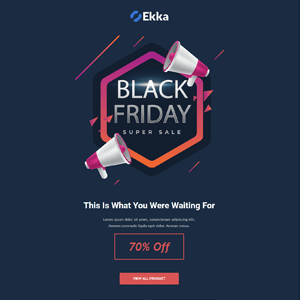 Ekka
BLACK
FRIDAY
SUPER SALE
This Is What You Were Waiting For
Lorem ipsum dolor sit amet, consectetuer adipiscing elit.
Aenean commodo ligula eget dolor. Aenean massa.
70% Off
VIEW ALL PRODUCT